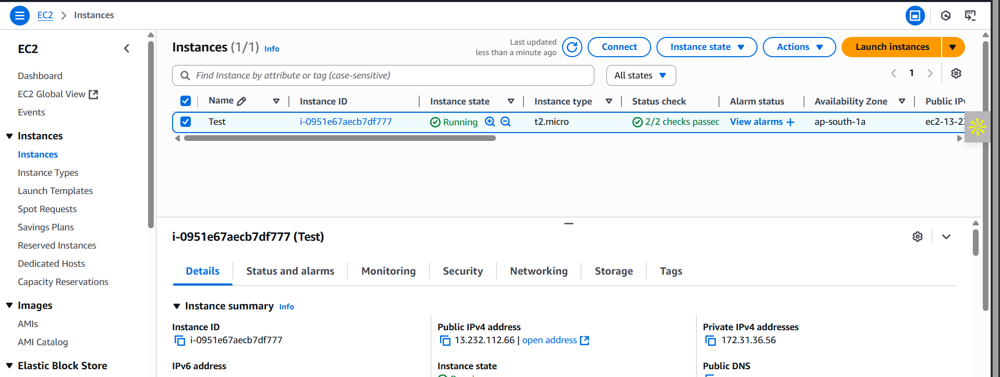 EC2 > Instances
EC2
Dashboard
EC2 Global View
Events
Instances
Instances
Instance Types
Launch Templates
Spot Requests
Savings Plans
Reserved Instances
Dedicated Hosts
Capacity Reservations
Images
AMIs
AMI Catalog
Elastic Block Store
Instances (1/1) Info
Last updated
less than a minute ago
Connect
Instance state
Actions
Launch instances
Find Instance by attribute or tag (case-sensitive)
All states
1
Name Instance ID Instance state Instance type Status check Alarm status Availability Zone Public IPv
Test i-0951e67aecb7df777 Running t2.micro 2/2 checks passec View alarms + ap-south-1a ec2-13-2
i-0951e67aecb7df777 (Test)
Details Status and alarms Monitoring Security Networking Storage Tags
Instance summary Info
Instance ID
i-0951e67aecb7df777
Public IPv4 address
13.232.112.66 | open address
Private IPv4 addresses
172.31.36.56
IPv6 address
Instance state
Public DNS